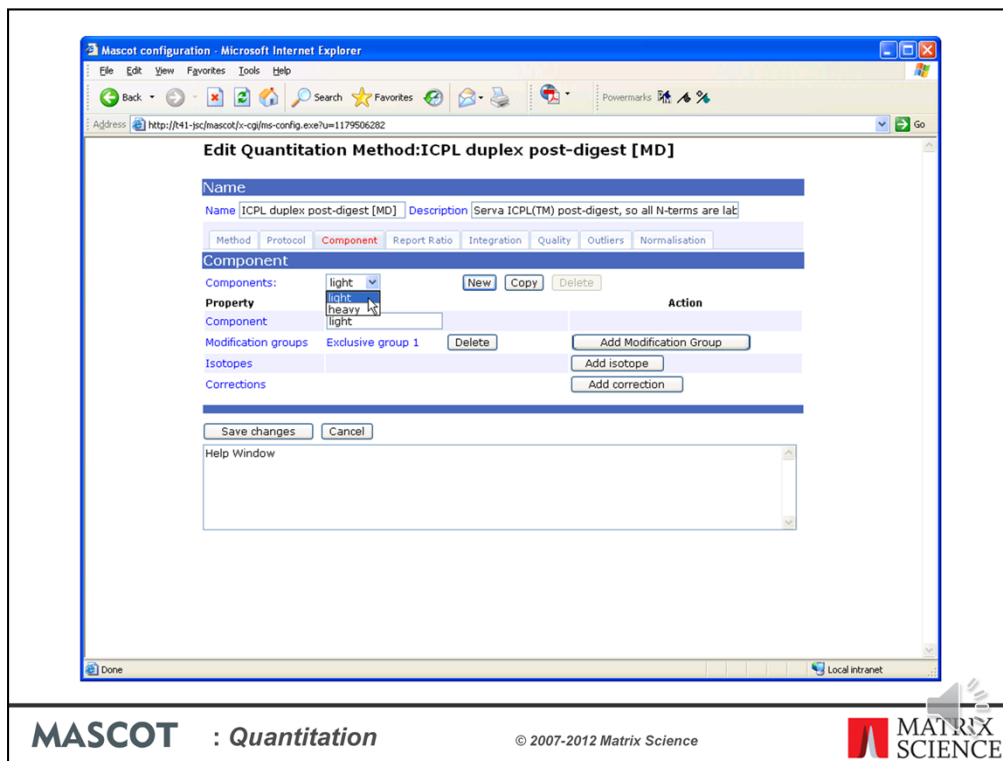 Mascot configuration - Microsoft Internet Explorer
File Edit View Favorites Tools Help
Back Search Favorites Powermarks
Address http://t41-jsc/mascot/x-cgi/ms-config.exe?u=1179506282 Go
Edit Quantitation Method:ICPL duplex post-digest [MD]
Name
Name ICPL duplex post-digest [MD] Description Serva ICPL(TM) post-digest, so all N-terms are lab
Method Protocol Component Report Ratio Integration Quality Outliers Normalisation
Component
Components: light New Copy Delete
light
Property Action
heavy
Component light
Modification groups Exclusive group 1 Delete Add Modification Group
Isotopes Add isotope
Corrections Add correction
Save changes Cancel
Help Window
Done Local intranet
MASCOT : Quantitation © 2007-2012 Matrix Science MATRIX
SCIENCE